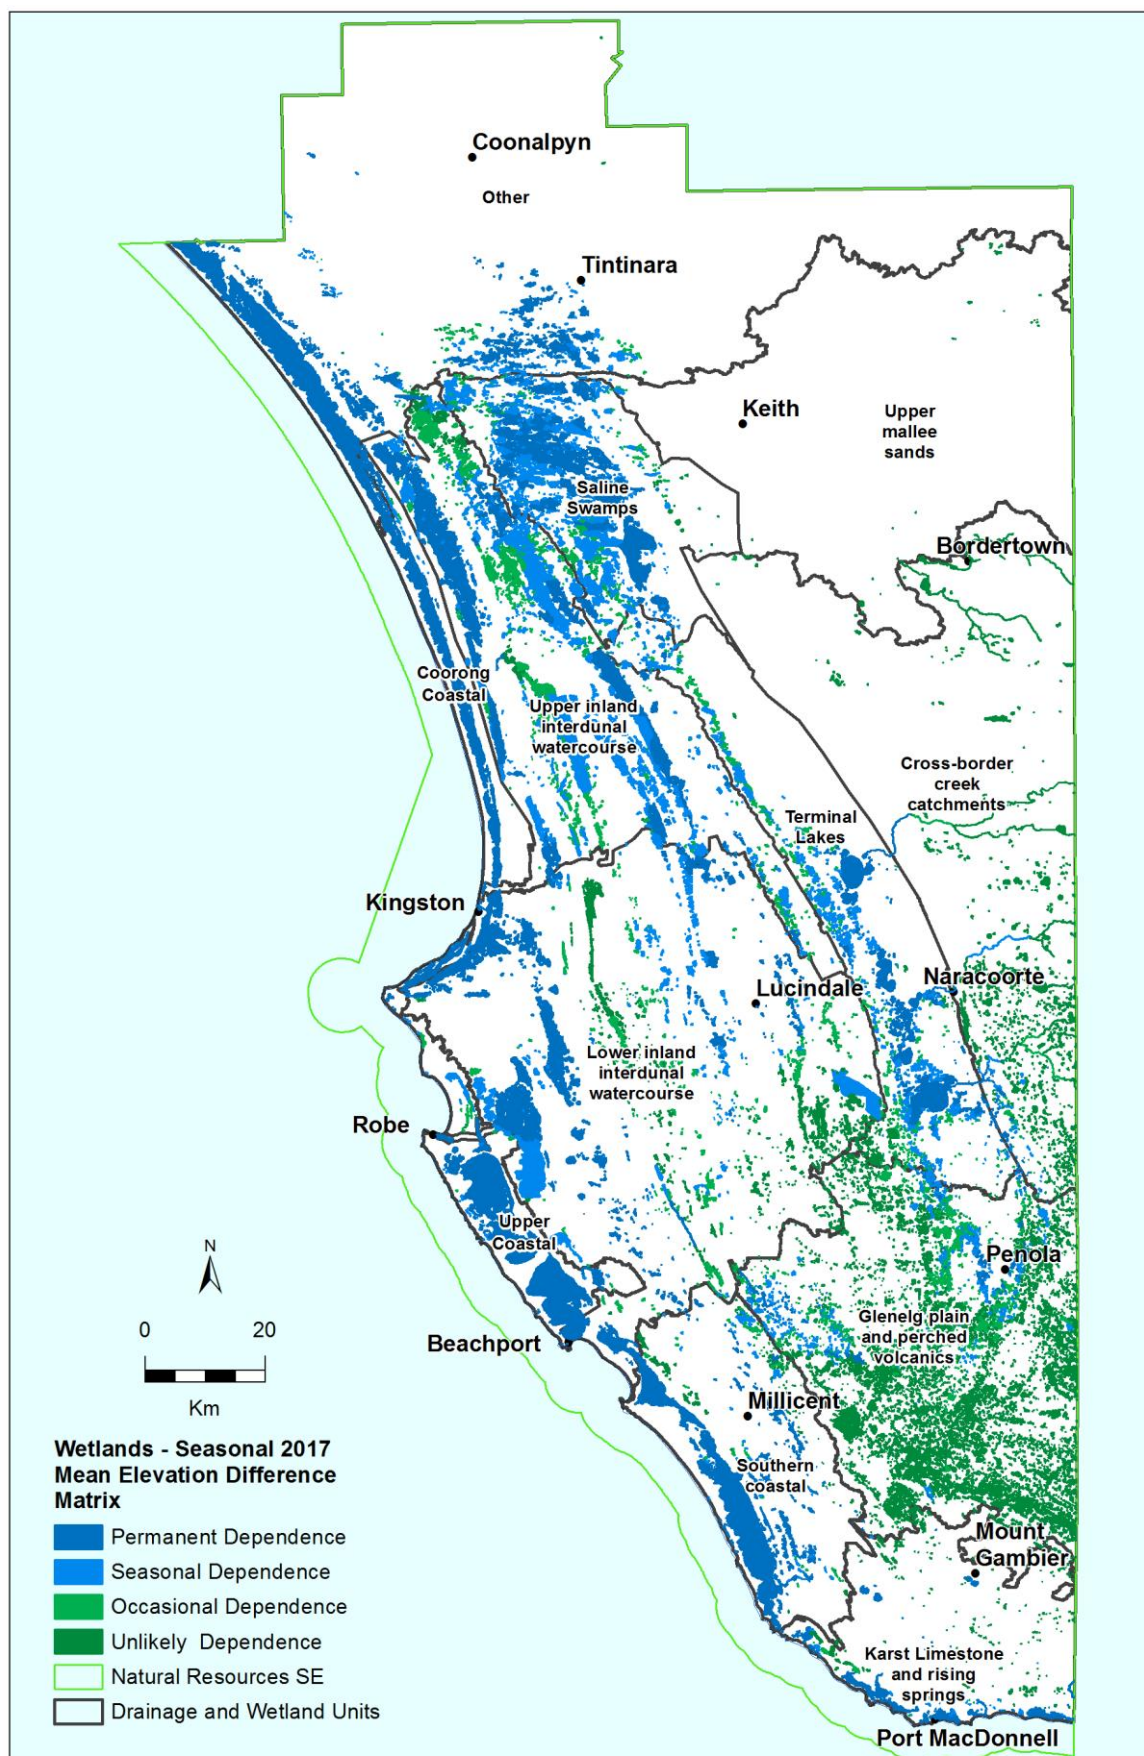 Coonalpyn
Other
Tintinara
Keith
Upper
mallee
sands
Saline
Swamps
Bordertown
Coorong
Coastal
Upper inland
interdunal
watercourse
Cross-border
creek
catchments
Terminal
Lakes
Kingston
Naracoorte
Lucindale
Lower inland
interdunal
watercourse
Robe
Upper
Coastal
Penola
N
Glenelg plain
and perched
volcanics
0 20
Km
Beachport
Millicent
Southern
coastal
Mount
Gambier
Karst Limestone
and rising
springs
Port MacDonnell
Wetlands - Seasonal 2017
Mean Elevation Difference
Matrix
Permanent Dependence
Seasonal Dependence
Occasional Dependence
Unlikely Dependence
Natural Resources SE
Drainage and Wetland Units